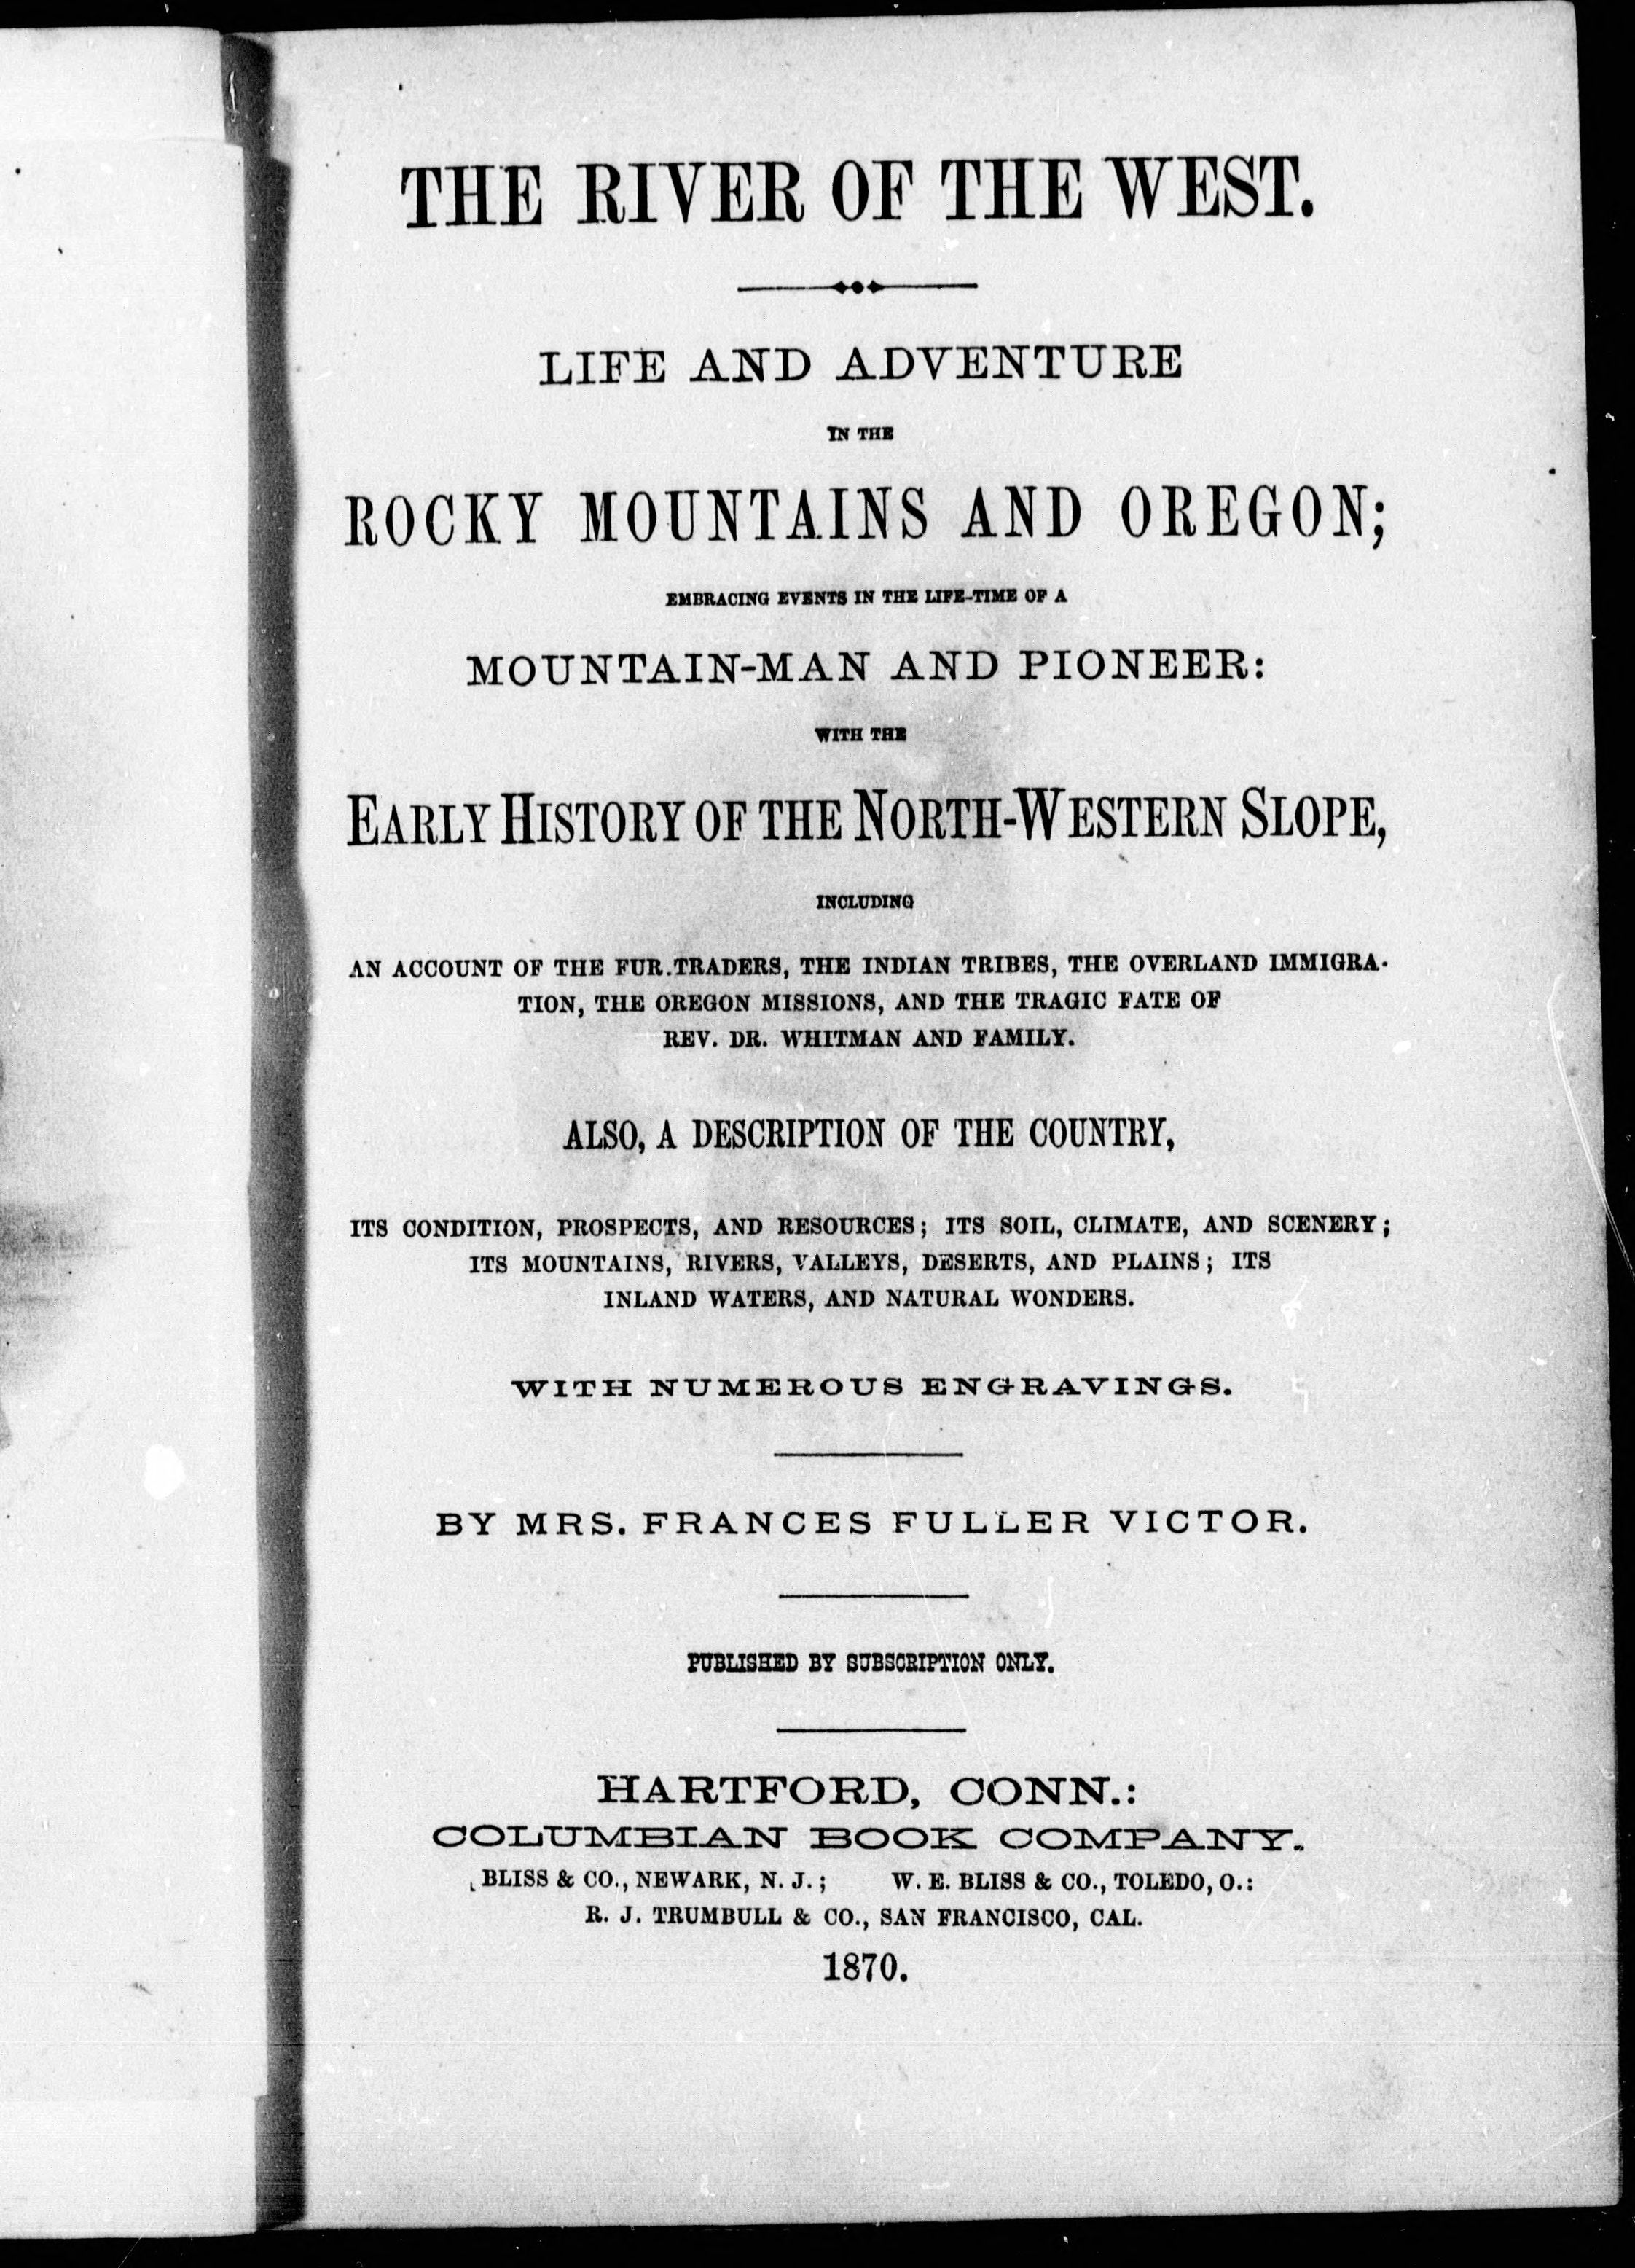 THE RIVER OF THE WEST.
LIFE AND ADVENTURE
IN THE
ROCKY MOUNTAINS AND OREGON;
EMBRACING EVENTS IN THE LIFE-TIME OF A
MOUNTAIN-MAN AND PIONEER:
WITH THE
EARLY HISTORY OF THE NORTH-WESTERN SLOPE,
INCLUDING
AN ACCOUNT OF THE FUR TRADERS, THE INDIAN TRIBES, THE OVERLAND IMMIGRA-
TION, THE OREGON MISSIONS, AND THE TRAGIC FATE OF
REV. DR. WHITMAN AND FAMILY.
ALSO, A DESCRIPTION OF THE COUNTRY,
ITS CONDITION, PROSPECTS, AND RESOURCES; ITS SOIL, CLIMATE, AND SCENERY;
ITS MOUNTAINS, RIVERS, VALLEYS, DESERTS, AND PLAINS; ITS
INLAND WATERS, AND NATURAL WONDERS.
WITH NUMEROUS ENGRAVINGS.
BY MRS. FRANCES FULLER VICTOR.
PUBLISHED BY SUBSCRIPTION ONLY.
HARTFORD, CONN.:
COLUMBIAN BOOK COMPANY.
BLISS & CO., NEWARK, N. J.; W. E. BLISS & CO., TOLEDO, O.:
R. J. TRUMBULL & CO., SAN FRANCISCO, CAL.
1870.